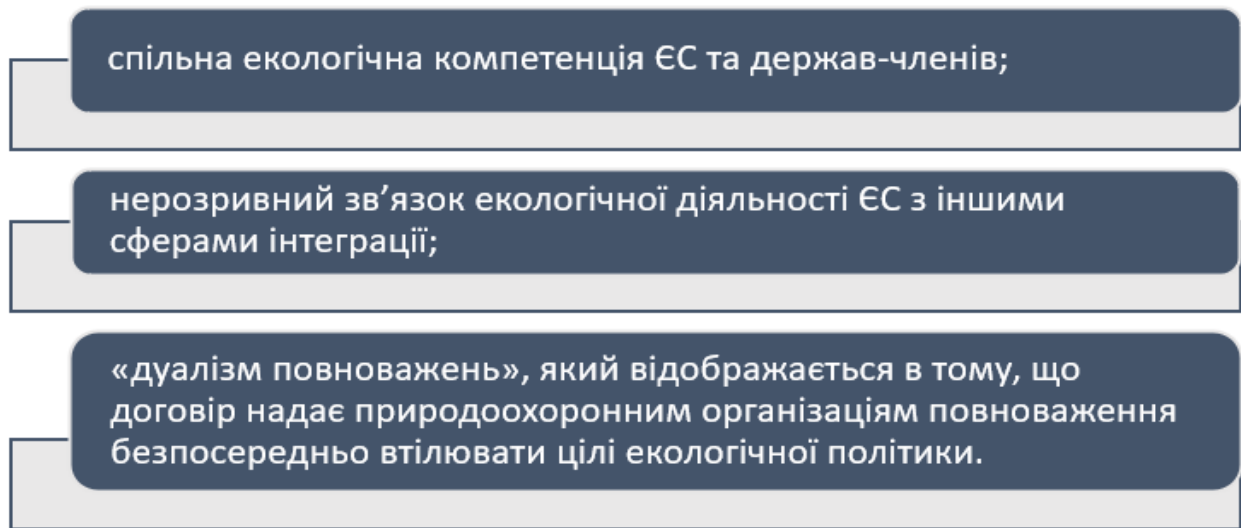 спільна екологічна компетенція ЄС та держав-членів;
нерозривний зв’язок екологічної діяльності ЄС з іншими
сферами інтеграції;
«дуалізм повноважень», який відображається в тому, що
договір надає природоохоронним організаціям повноваження
безпосередньо втілювати цілі екологічної політики.